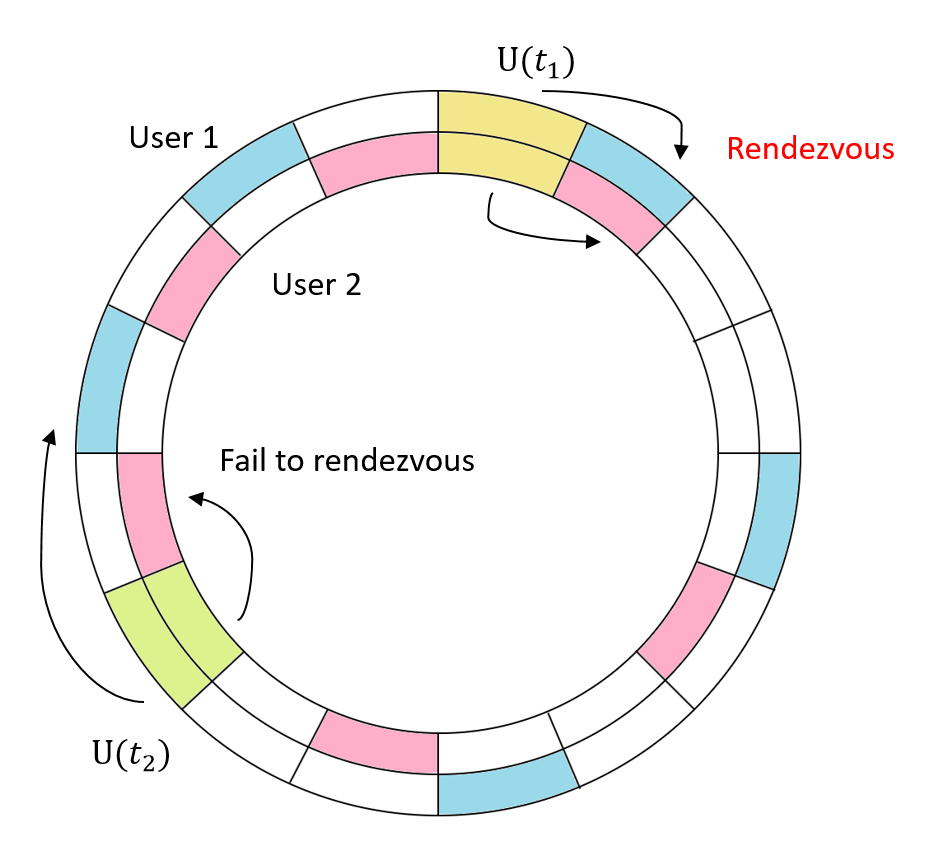 U(t₁)
User 1
Rendezvous
User 2
Fail to rendezvous
U(t₂)